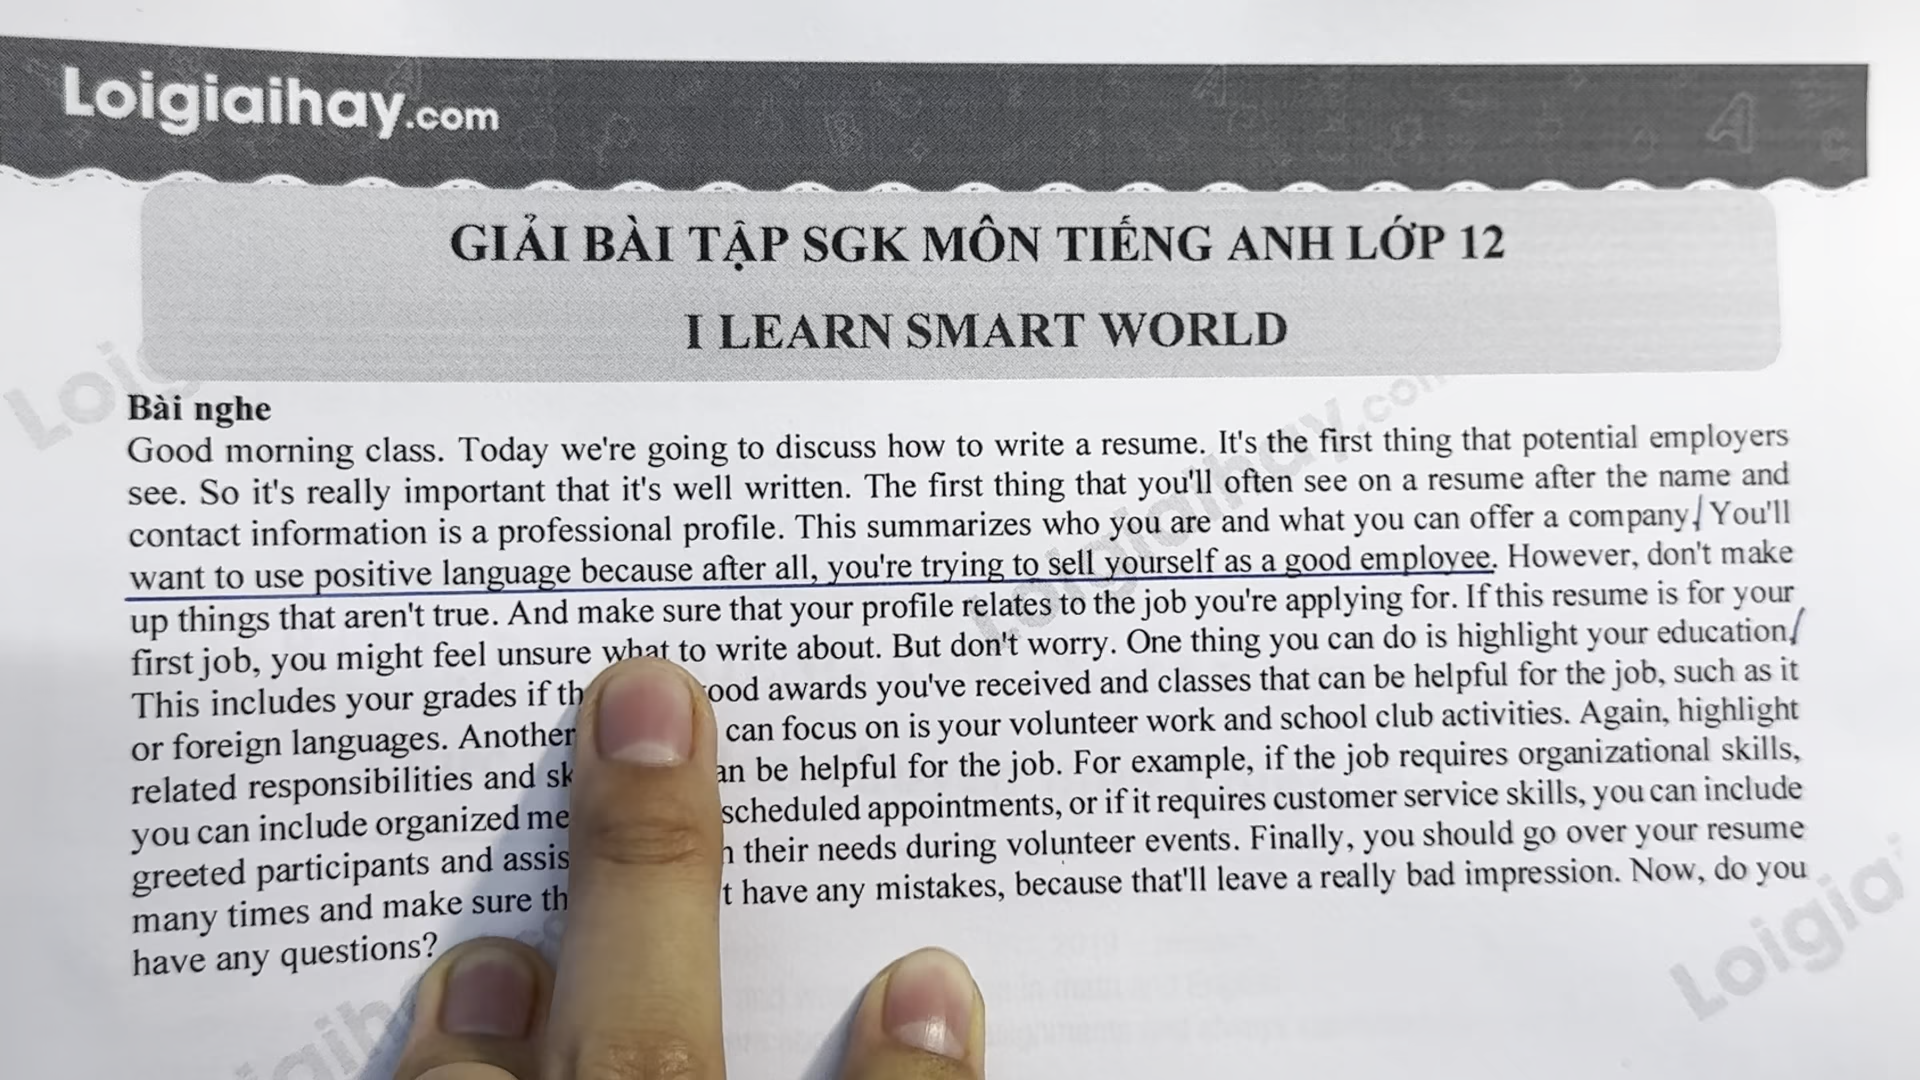 Loigiaihay.com
GIẢI BÀI TẬP SGK MÔN TIẾNG ANH LỚP 12
I LEARN SMART WORLD
Bài nghe
Good morning class. Today we're going to discuss how to write a resume. It's the first thing that potential employers
see. So it's really important that it's well written. The first thing that you'll often see on a resume after the name and
contact information is a professional profile. This summarizes who you are and what you can offer a company. You'll
want to use positive language because after all, you're trying to sell yourself as a good employee. However, don't make
up things that aren't true. And make sure that your profile relates to the job you're applying for. If this resume is for your
first job, you might feel unsure what to write about. But don't worry. One thing you can do is highlight your education.
This includes your grades if awards you've received and classes that can be helpful for the job, such as it
or foreign languages. Another can focus on is your volunteer work and school club activities. Again, highlight
related responsibilities and be helpful for the job. For example, if the job requires organizational skills,
you can include organized scheduled appointments, or if it requires customer service skills, you can include
greeted participants and their needs during volunteer events. Finally, you should go over your resume
many times and make sure have any mistakes, because that'll leave a really bad impression. Now, do you
have any questions?